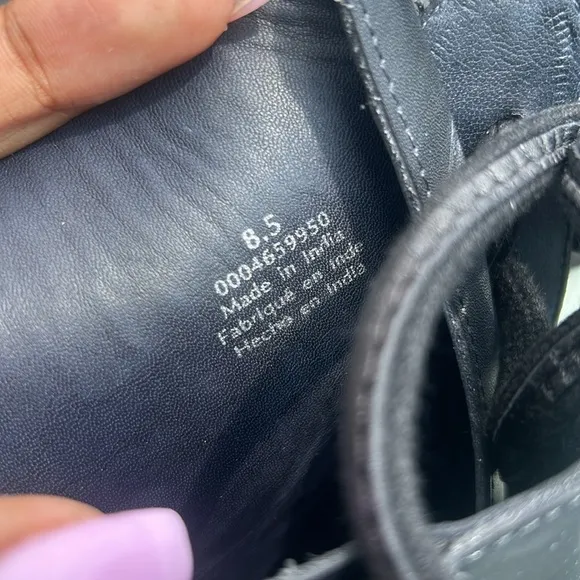 8.5
0004659950
Made in India
Fabriqué en Inde
Hecho en India